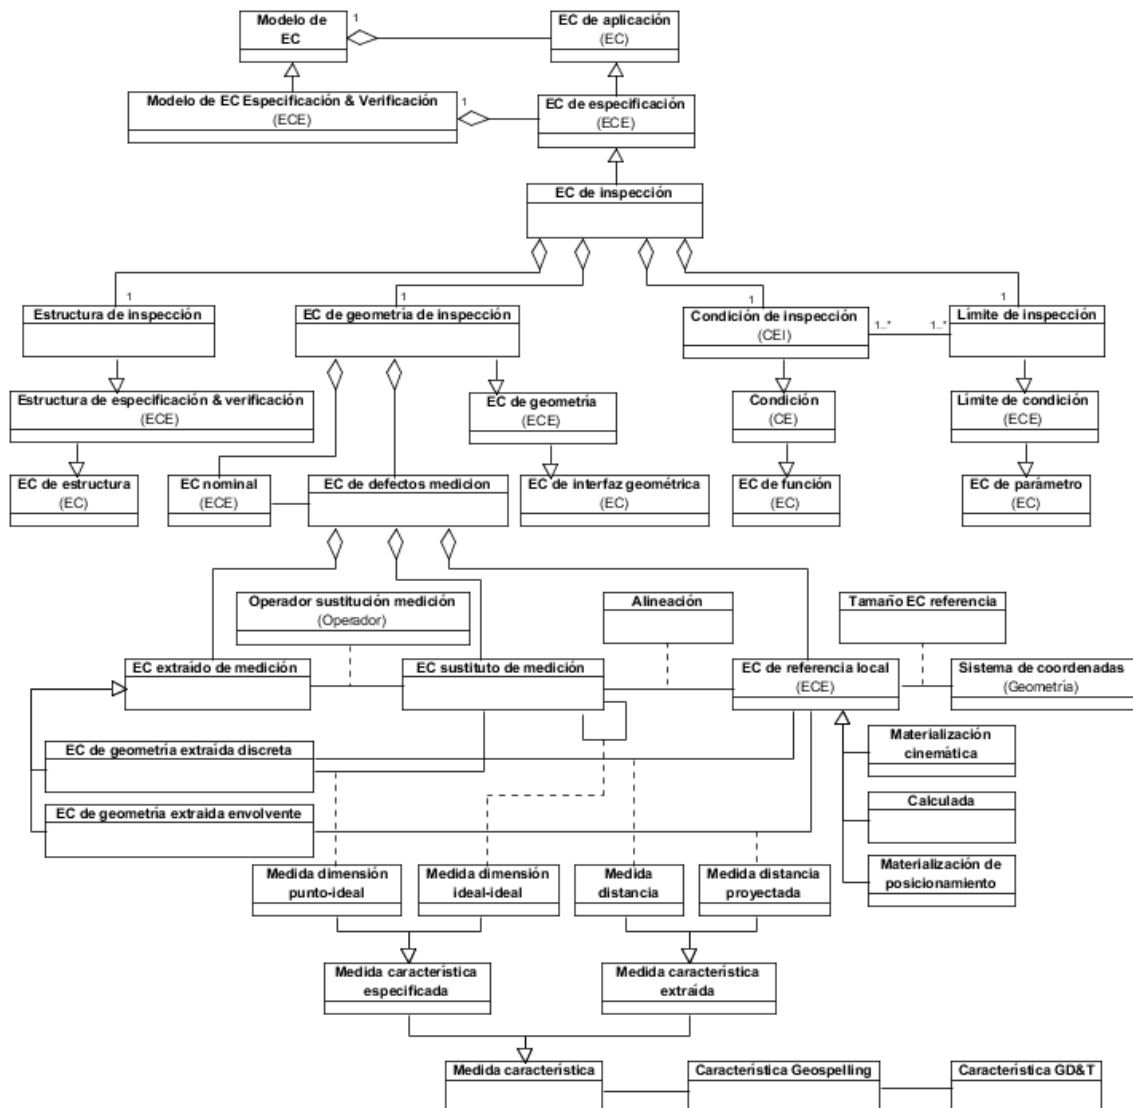 Modelo de
EC
1
EC de aplicación
(EC)
Modelo de EC Especificación & Verificación
(ECE)
1
EC de especificación
(ECE)
EC de inspección
1
Estructura de inspección
1
EC de geometría de inspección
1
Condición de inspección
(CEI)
1..*
1..*
1
Límite de inspección
Estructura de especificación & verificación
(ECE)
EC de geometría
(ECE)
Condición
(CE)
Límite de condición
(ECE)
EC de estructura
(EC)
EC nominal
(ECE)
EC de defectos medicion
EC de interfaz geométrica
(EC)
EC de función
(EC)
EC de parámetro
(EC)
Operador sustitución medición
(Operador)
Alineación
Tamaño EC referencia
EC extraído de medición
EC sustituto de medición
EC de referencia local
(ECE)
Sistema de coordenadas
(Geometría)
EC de geometría extraída discreta
Materialización
cinemática
EC de geometría extraida envolvente
Calculada
Materialización de
posicionamiento
Medida dimensión
punto-ideal
Medida dimensión
ideal-ideal
Medida
distancia
Medida distancia
proyectada
Medida característica
especificada
Medida característica
extraída
Medida característica
Característica Geospelling
Característica GD&T